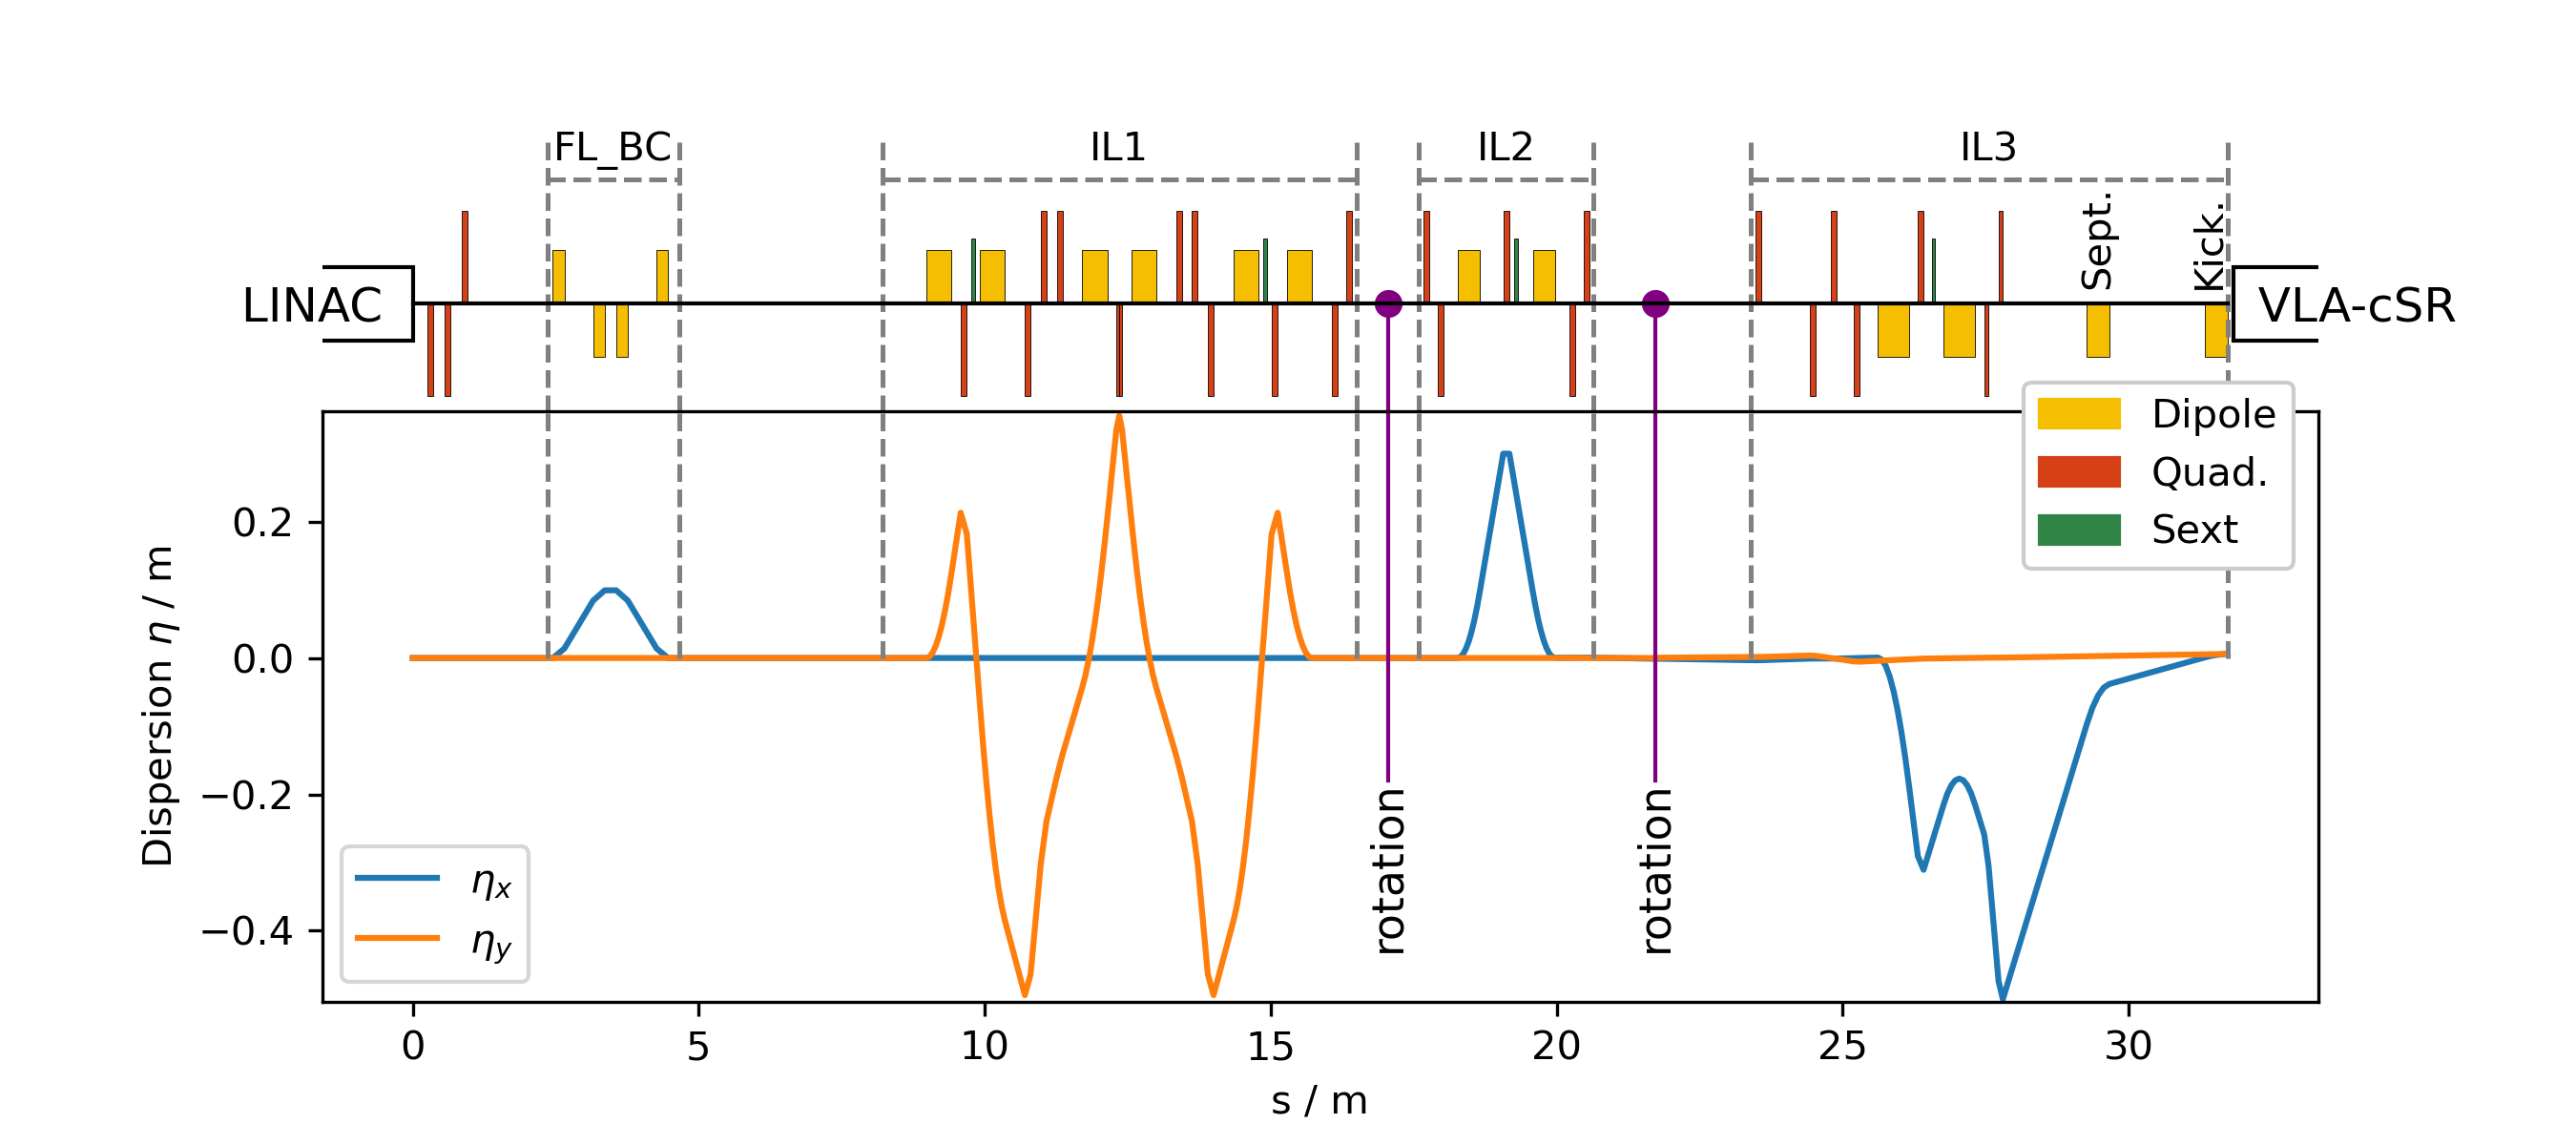 FL_BC
IL1
IL2
IL3
Sept.
Kick.
LINAC
VLA-cSR
Dipole
Quad.
Sext
Dispersion η / m
0.2
0.0
−0.2
−0.4
rotation
rotation
ηx
ηy
0
5
10
15
20
25
30
s / m